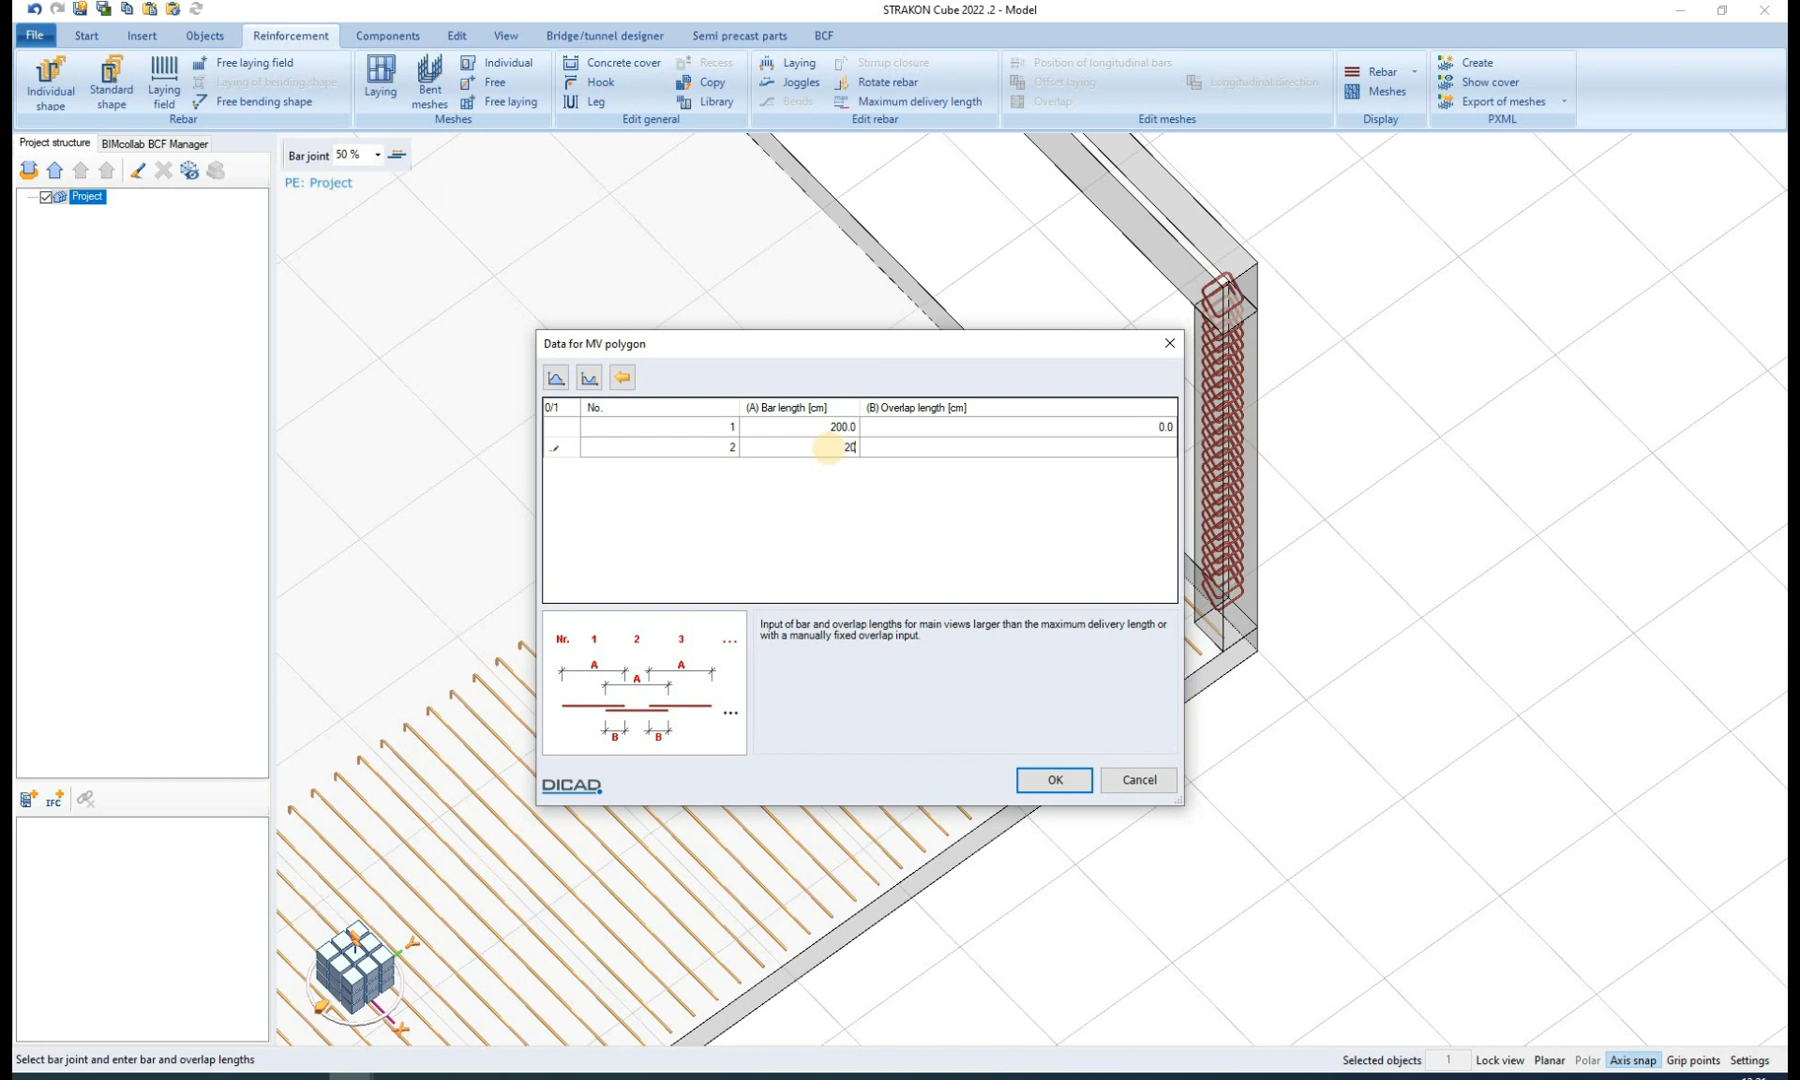 STRAKON Cube 2022 .2 - Model
File Start Insert Objects Reinforcement Components Edit View Bridge/tunnel designer Semi precast parts BCF
Individual shape
Standard shape
Laying field
Free laying field
Laying of bending shape
Free bending shape
Rebar
Laying
Bent meshes
Individual
Free
Free laying
Meshes
Concrete cover
Hook
Leg
Recess
Copy
Library
Edit general
Laying
Joggles
Bends
Stirrup closure
Rotate rebar
Maximum delivery length
Edit rebar
Position of longitudinal bars
Offset laying
Overlap
Longitudinal direction
Edit meshes
Rebar
Meshes
Display
Create
Show cover
Export of meshes
PXML
Project structure BIMcollab BCF Manager
Bar joint 50 %
PE: Project
Project
Data for MV polygon
0/1 No. (A) Bar length [cm] (B) Overlap length [cm]
1 200.0 0.0
2 20
Nr. 1 2 3 ...
A A
A
...
B B
Input of bar and overlap lengths for main views larger than the maximum delivery length or
with a manually fixed overlap input.
DICAD
OK Cancel
IFC
Y
X
Select bar joint and enter bar and overlap lengths
Selected objects 1 Lock view Planar Polar Axis snap Grip points Settings